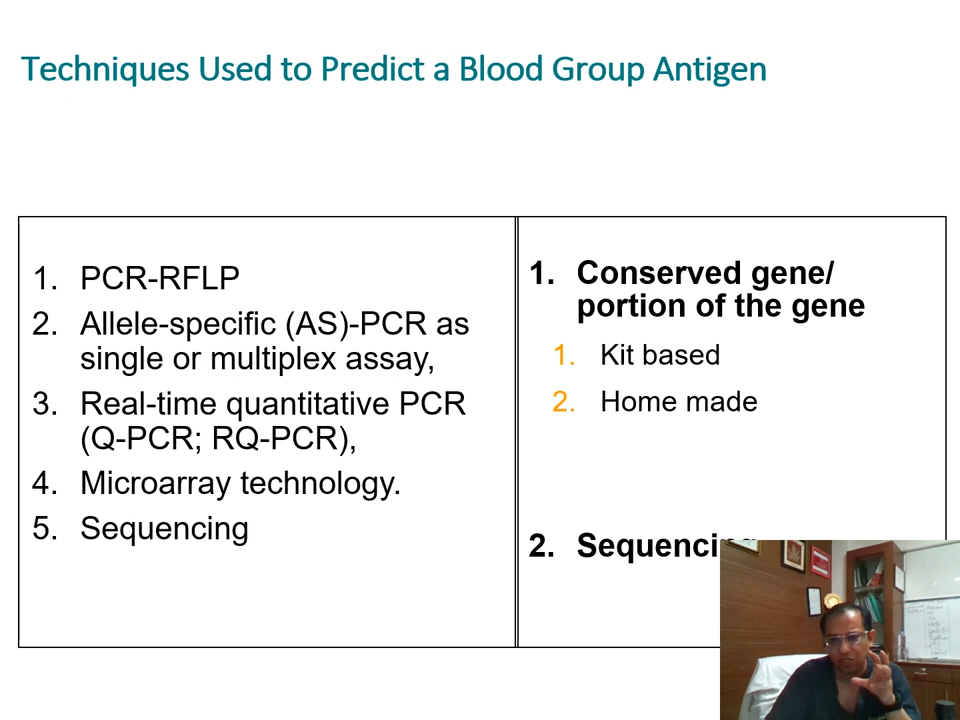 Techniques Used to Predict a Blood Group Antigen
1. PCR-RFLP
2. Allele-specific (AS)-PCR as
single or multiplex assay,
3. Real-time quantitative PCR
(Q-PCR; RQ-PCR),
4. Microarray technology.
5. Sequencing
1. Conserved gene/
portion of the gene
1. Kit based
2. Home made
2. Sequencing